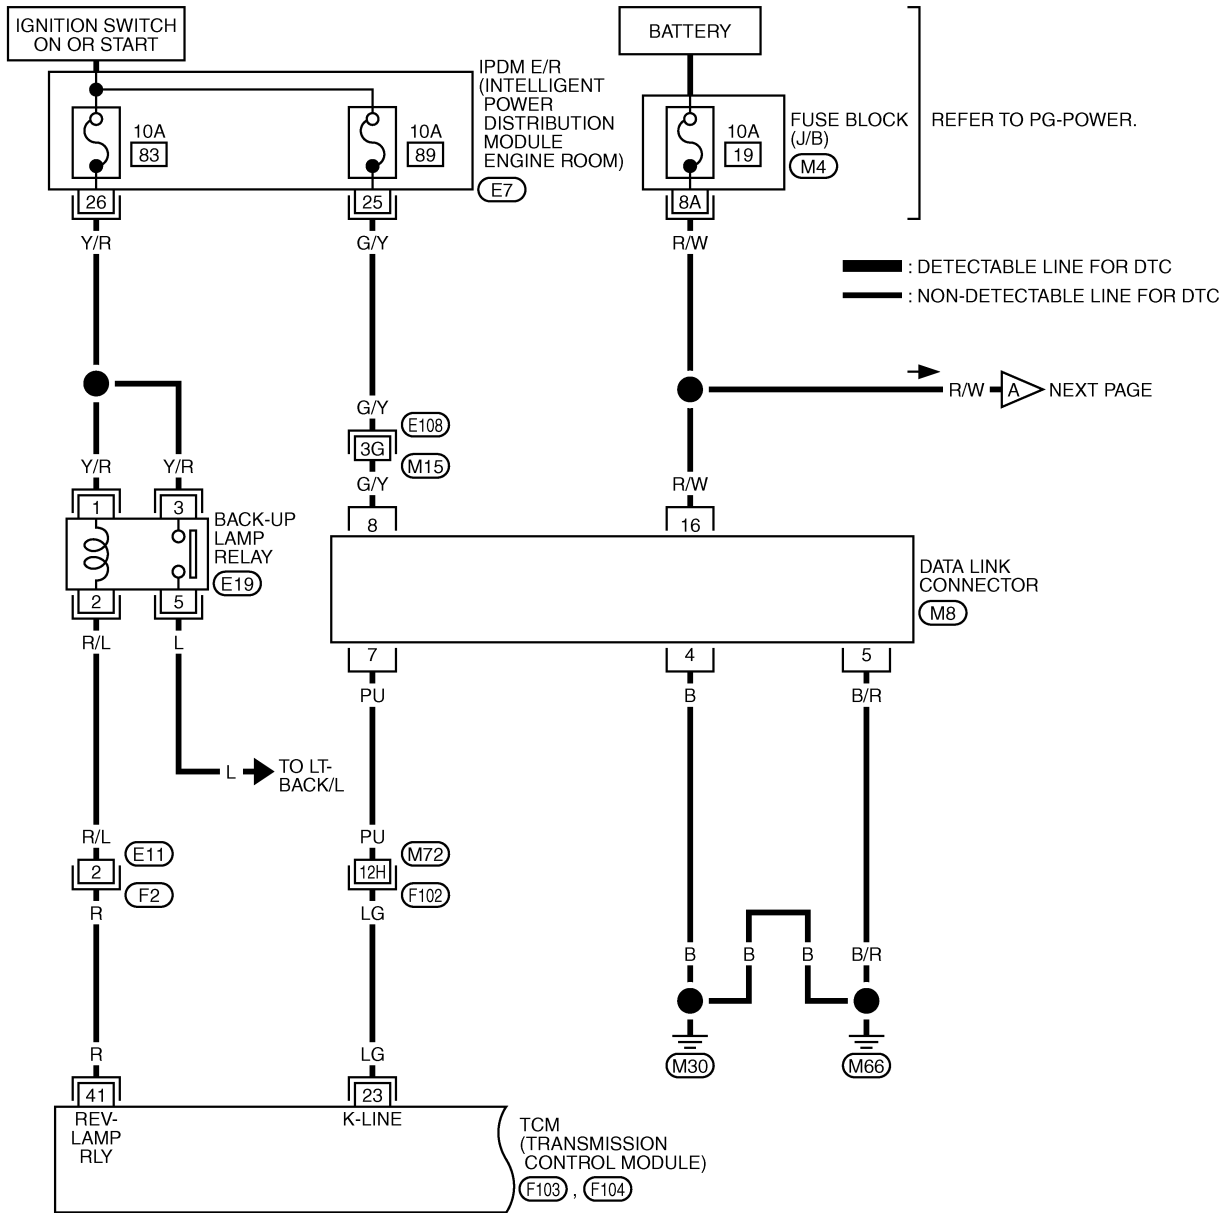 IGNITION SWITCH
ON OR START
BATTERY
IPDM E/R
(INTELLIGENT
POWER
DISTRIBUTION
MODULE
ENGINE ROOM)
E7
10A
83
10A
89
10A
19
FUSE BLOCK
(J/B)
M4
REFER TO PG-POWER.
26
25
8A
Y/R
G/Y
R/W
: DETECTABLE LINE FOR DTC
: NON-DETECTABLE LINE FOR DTC
R/W
A
NEXT PAGE
G/Y
E108
3G
M15
Y/R
Y/R
G/Y
R/W
1
3
8
16
BACK-UP
LAMP
RELAY
E19
DATA LINK
CONNECTOR
M8
2
5
7
4
5
R/L
L
PU
B
B/R
L
TO LT-
BACK/L
R/L
E11
2
F2
R
PU
M72
12H
F102
LG
B
B
B
B/R
M30
M66
R
LG
41
23
REV-
LAMP
RLY
K-LINE
TCM
(TRANSMISSION
CONTROL MODULE)
F103 , F104